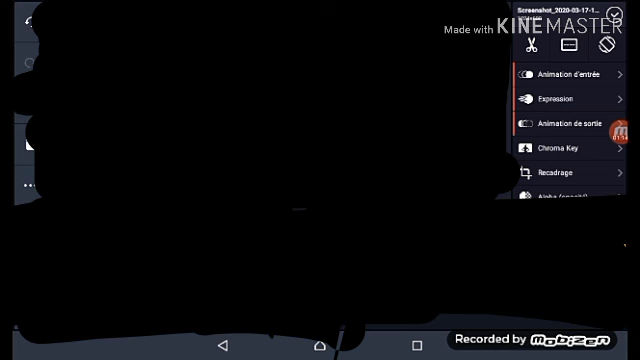 Screenshot_2020-03-17-1...
Made with KINEMASTER
Animation d'entrée
Expression
Animation de sortie
Chroma Key
Recadrage
Recorded by Mobizen